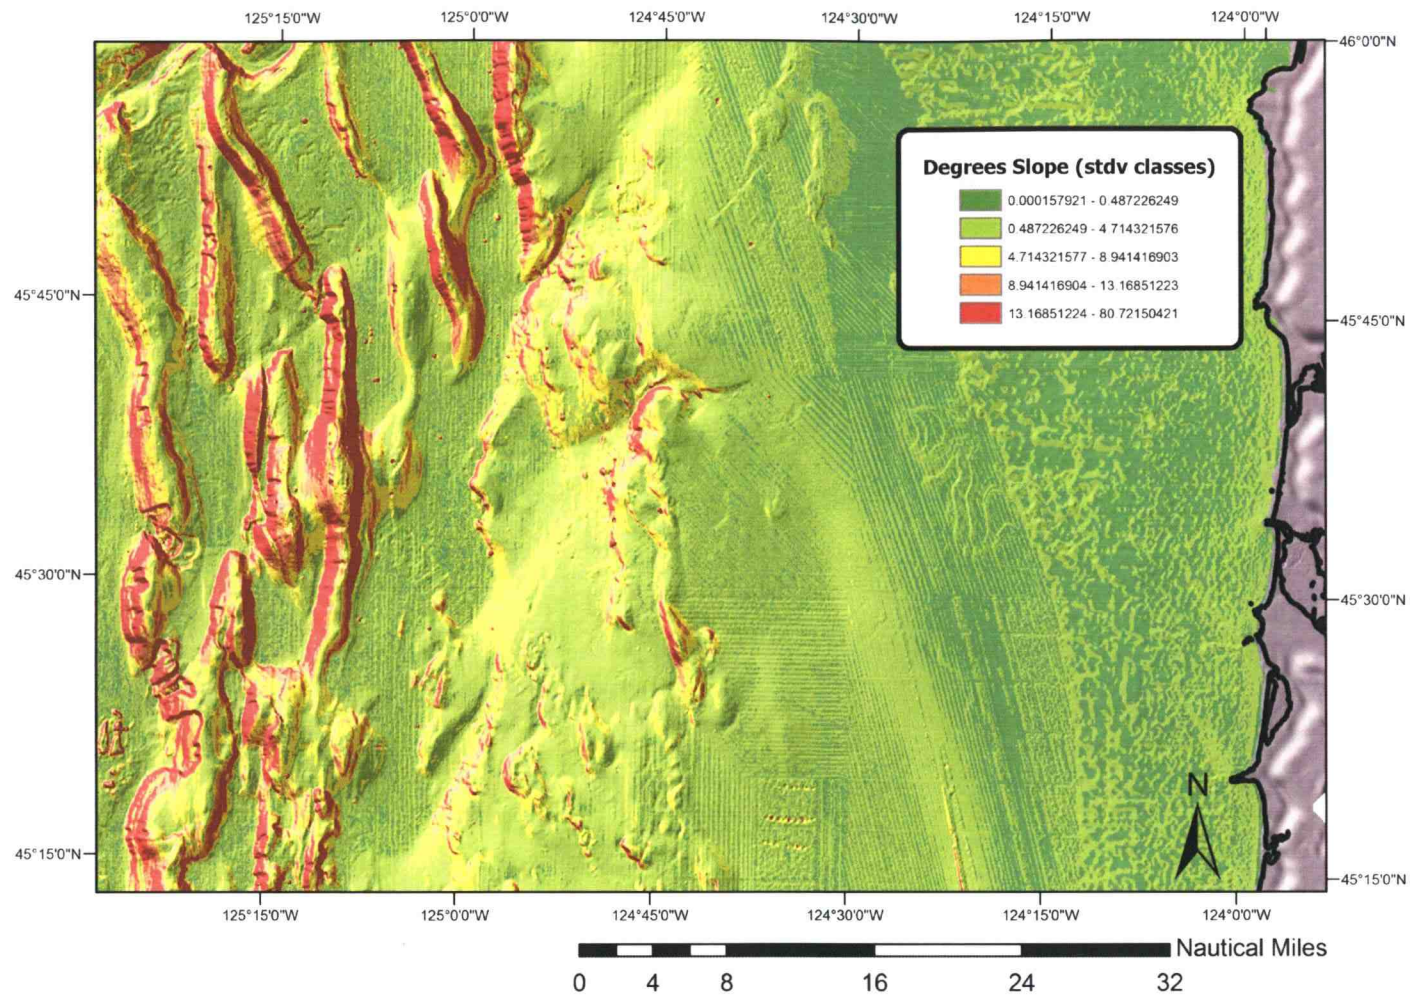 125°15'0"W 125°0'0"W 124°45'0"W 124°30'0"W 124°15'0"W 124°0'0"W
46°0'0"N
Degrees Slope (stdv classes)
0.000157921 - 0.487226249
0.487226249 - 4 714321576
4.714321577 - 8.941416903
8.941416904 - 13.16851223
13.16851224 - 80.72150421
45°45'0"N
45°45'0"N
45°30'0"N
45°30'0"N
N
45°15'0"N
45°15'0"N
125°15'0"W 125°0'0"W 124°45'0"W 124°30'0"W 124°15'0"W 124°0'0"W
Nautical Miles
0 4 8 16 24 32